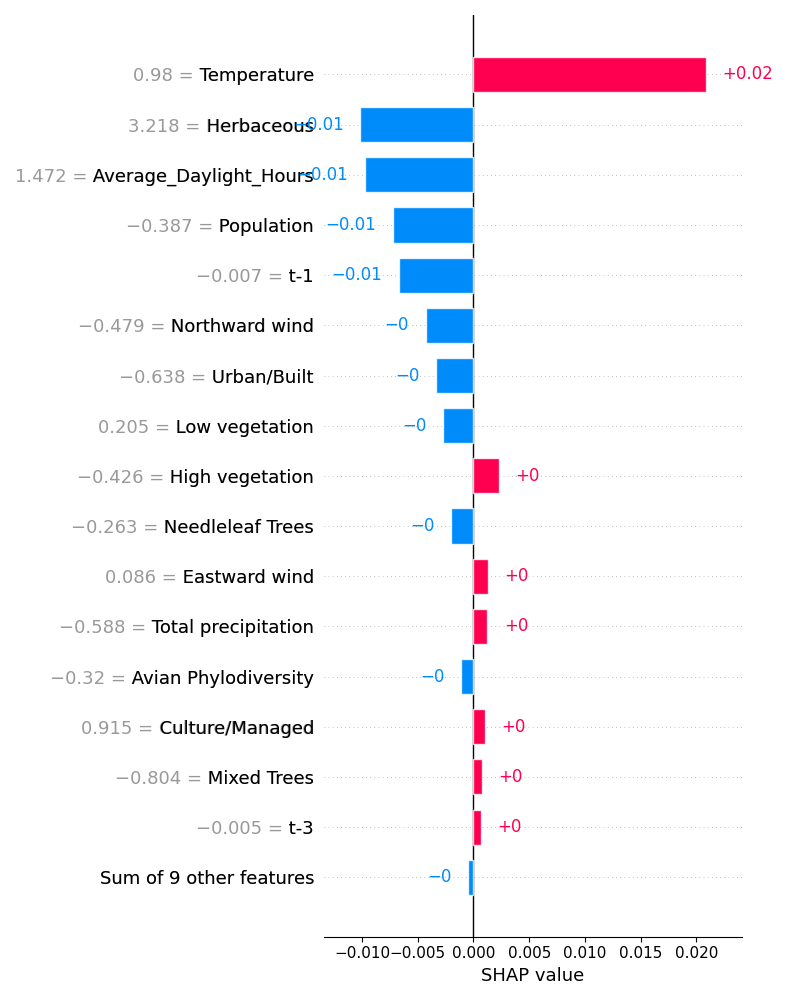 0.98 = Temperature +0.02
3.218 = Herbaceous −0.01
1.472 = Average_Daylight_Hours −0.01
−0.387 = Population −0.01
−0.007 = t-1 −0.01
−0.479 = Northward wind −0
−0.638 = Urban/Built −0
0.205 = Low vegetation −0
−0.426 = High vegetation +0
−0.263 = Needleleaf Trees −0
0.086 = Eastward wind +0
−0.588 = Total precipitation +0
−0.32 = Avian Phylodiversity −0
0.915 = Culture/Managed +0
−0.804 = Mixed Trees +0
−0.005 = t-3 +0
Sum of 9 other features −0
−0.010 −0.005 0.000 0.005 0.010 0.015 0.020
SHAP value